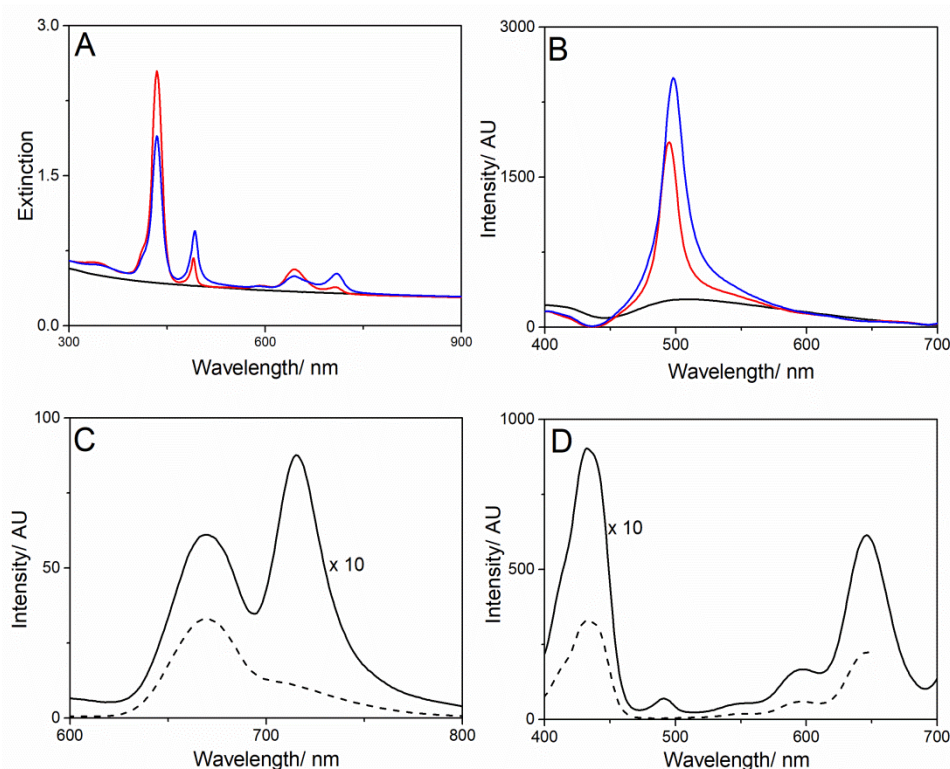 A
3.0
1.5
0.0
Extinction
300
600
900
Wavelength/ nm
B
3000
1500
0
Intensity/ AU
400
500
600
700
Wavelength/ nm
C
100
50
0
Intensity/ AU
x 10
600
700
800
Wavelength/ nm
D
1000
500
0
Intensity/ AU
x 10
400
500
600
700
Wavelength/ nm